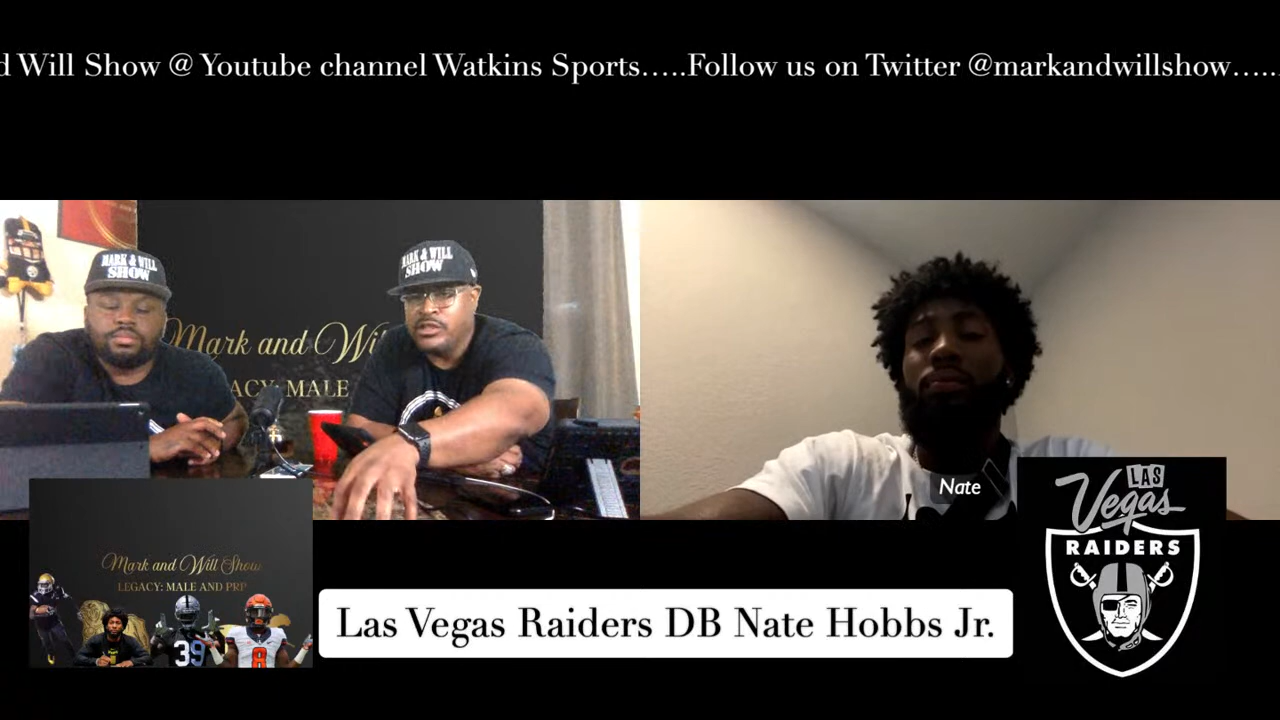 d Will Show @ Youtube channel Watkins Sports.....Follow us on Twitter @markandwillshow.....
MARK & WILL
SHOW
MARK & WILL
SHOW
Mark and Wi
ACY: MALE
Nate
LAS
Vegas
RAIDERS
Mark and Will Show
LEGACY: MALE AND PRP
39
8
Las Vegas Raiders DB Nate Hobbs Jr.